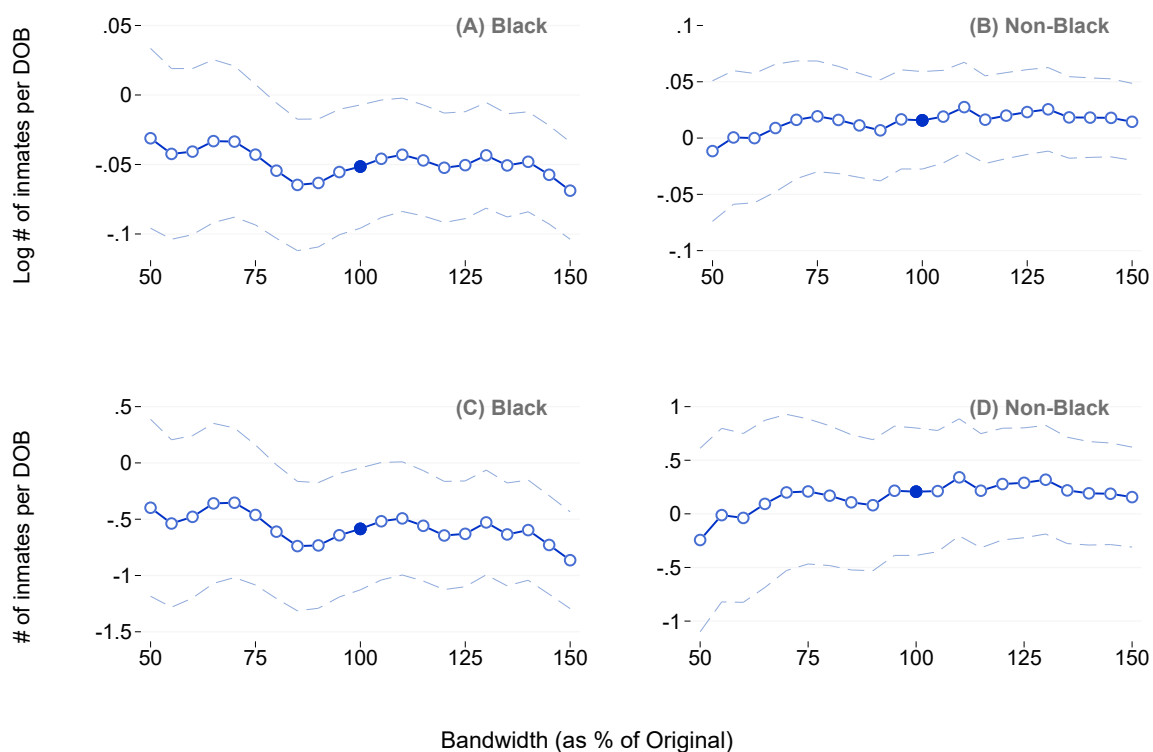 Log # of inmates per DOB
(A) Black
.05
0
-.05
-.1
50 75 100 125 150
(B) Non-Black
.1
.05
0
-.05
-.1
50 75 100 125 150
# of inmates per DOB
(C) Black
.5
0
-.5
-1
-1.5
50 75 100 125 150
(D) Non-Black
1
.5
0
-.5
-1
50 75 100 125 150
Bandwidth (as % of Original)